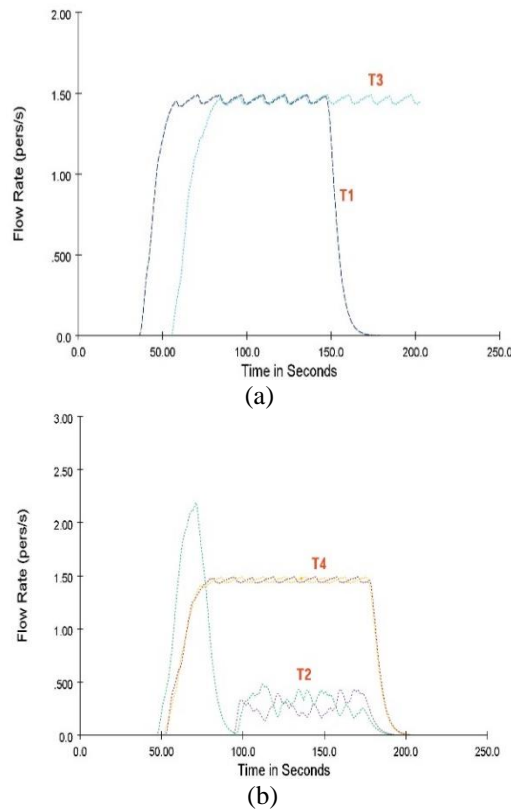 2.00
T3
1.50
Flow Rate (pers/s)
T1
1.00
.500
0.0
0.0 50.00 100.0 150.0 200.0 250.0
Time in Seconds
(a)
3.00
2.50
2.00
Flow Rate (pers/s)
T4
1.50
1.00
T2
.500
0.0
0.0 50.00 100.0 150.0 200.0 250.0
Time in Seconds
(b)